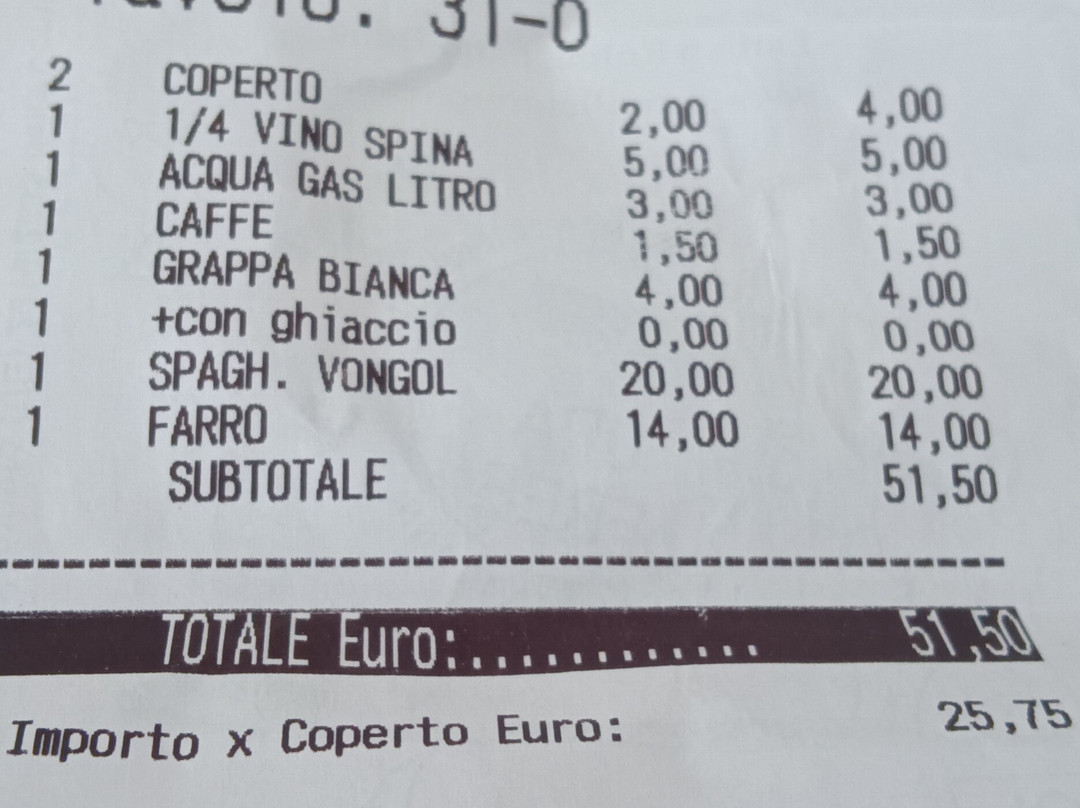 31-0
2 COPERTO 2,00 4,00
1 1/4 VINO SPINA 5,00 5,00
1 ACQUA GAS LITRO 3,00 3,00
1 CAFFE 1,50 1,50
1 GRAPPA BIANCA 4,00 4,00
1 +con ghiaccio 0,00 0,00
1 SPAGH. VONGOL 20,00 20,00
1 FARRO 14,00 14,00
SUBTOTALE 51,50
TOTALE Euro:............. 51,50
Importo x Coperto Euro: 25,75